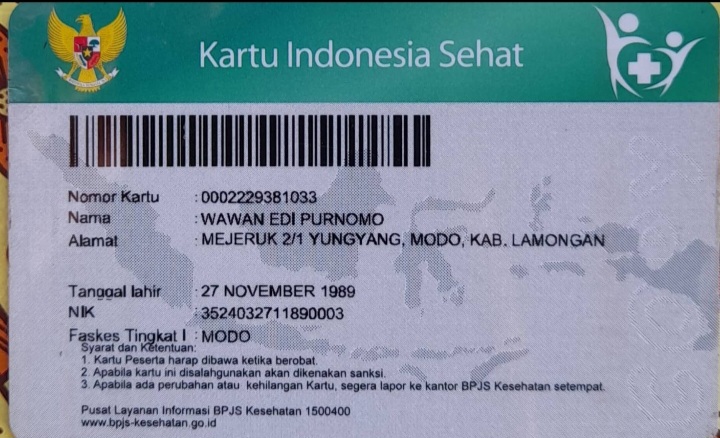 Kartu Indonesia Sehat
Nomor Kartu : 0002229381033
Nama : WAWAN EDI PURNOMO
Alamat : MEJERUK 2/1 YUNGYANG, MODO, KAB. LAMONGAN
Tanggal lahir : 27 NOVEMBER 1989
NIK : 3524032711890003
Faskes Tingkat I : MODO
Syarat dan Ketentuan:
1. Kartu Peserta harap dibawa ketika berobat.
2. Apabila kartu ini disalahgunakan akan dikenakan sanksi.
3. Apabila ada perubahan atau kehilangan Kartu, segera lapor ke kantor BPJS Kesehatan setempat.
Pusat Layanan Informasi BPJS Kesehatan 1500400
www.bpjs-kesehatan.go.id